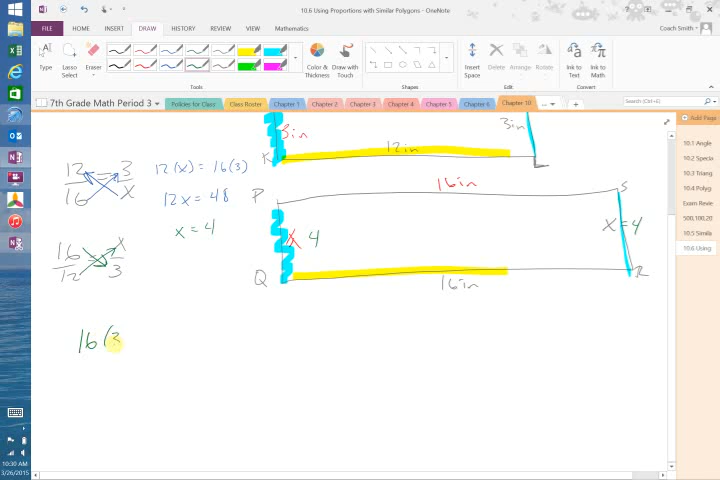 10.6 Using Proportions with Similar Polygons - OneNote
Coach Smith
FILE HOME INSERT DRAW HISTORY REVIEW VIEW Mathematics
Type
Lasso Select
Eraser
Color & Thickness
Draw with Touch
Insert Space
Delete
Arrange
Rotate
Ink to Text
Ink to Math
Tools
Shapes
Edit
Convert
7th Grade Math Period 3
Policies for Class
Class Roster
Chapter 1
Chapter 2
Chapter 3
Chapter 4
Chapter 5
Chapter 6
Chapter 10
Search (Ctrl+E)
Add Page
10.1 Angle
10.2 Specia
10.3 Triang
10.4 Polyg
Exam Revie
500,100,20
10.5 Simila
10.6 Using
3in
3in
K 12in L
12/16 = 3/x
12(x) = 16(3)
12x = 48
x = 4
16in
P S
x 4
x = 4
Q R
16in
16/12 = x/3
16(3
10:30 AM
3/26/2015